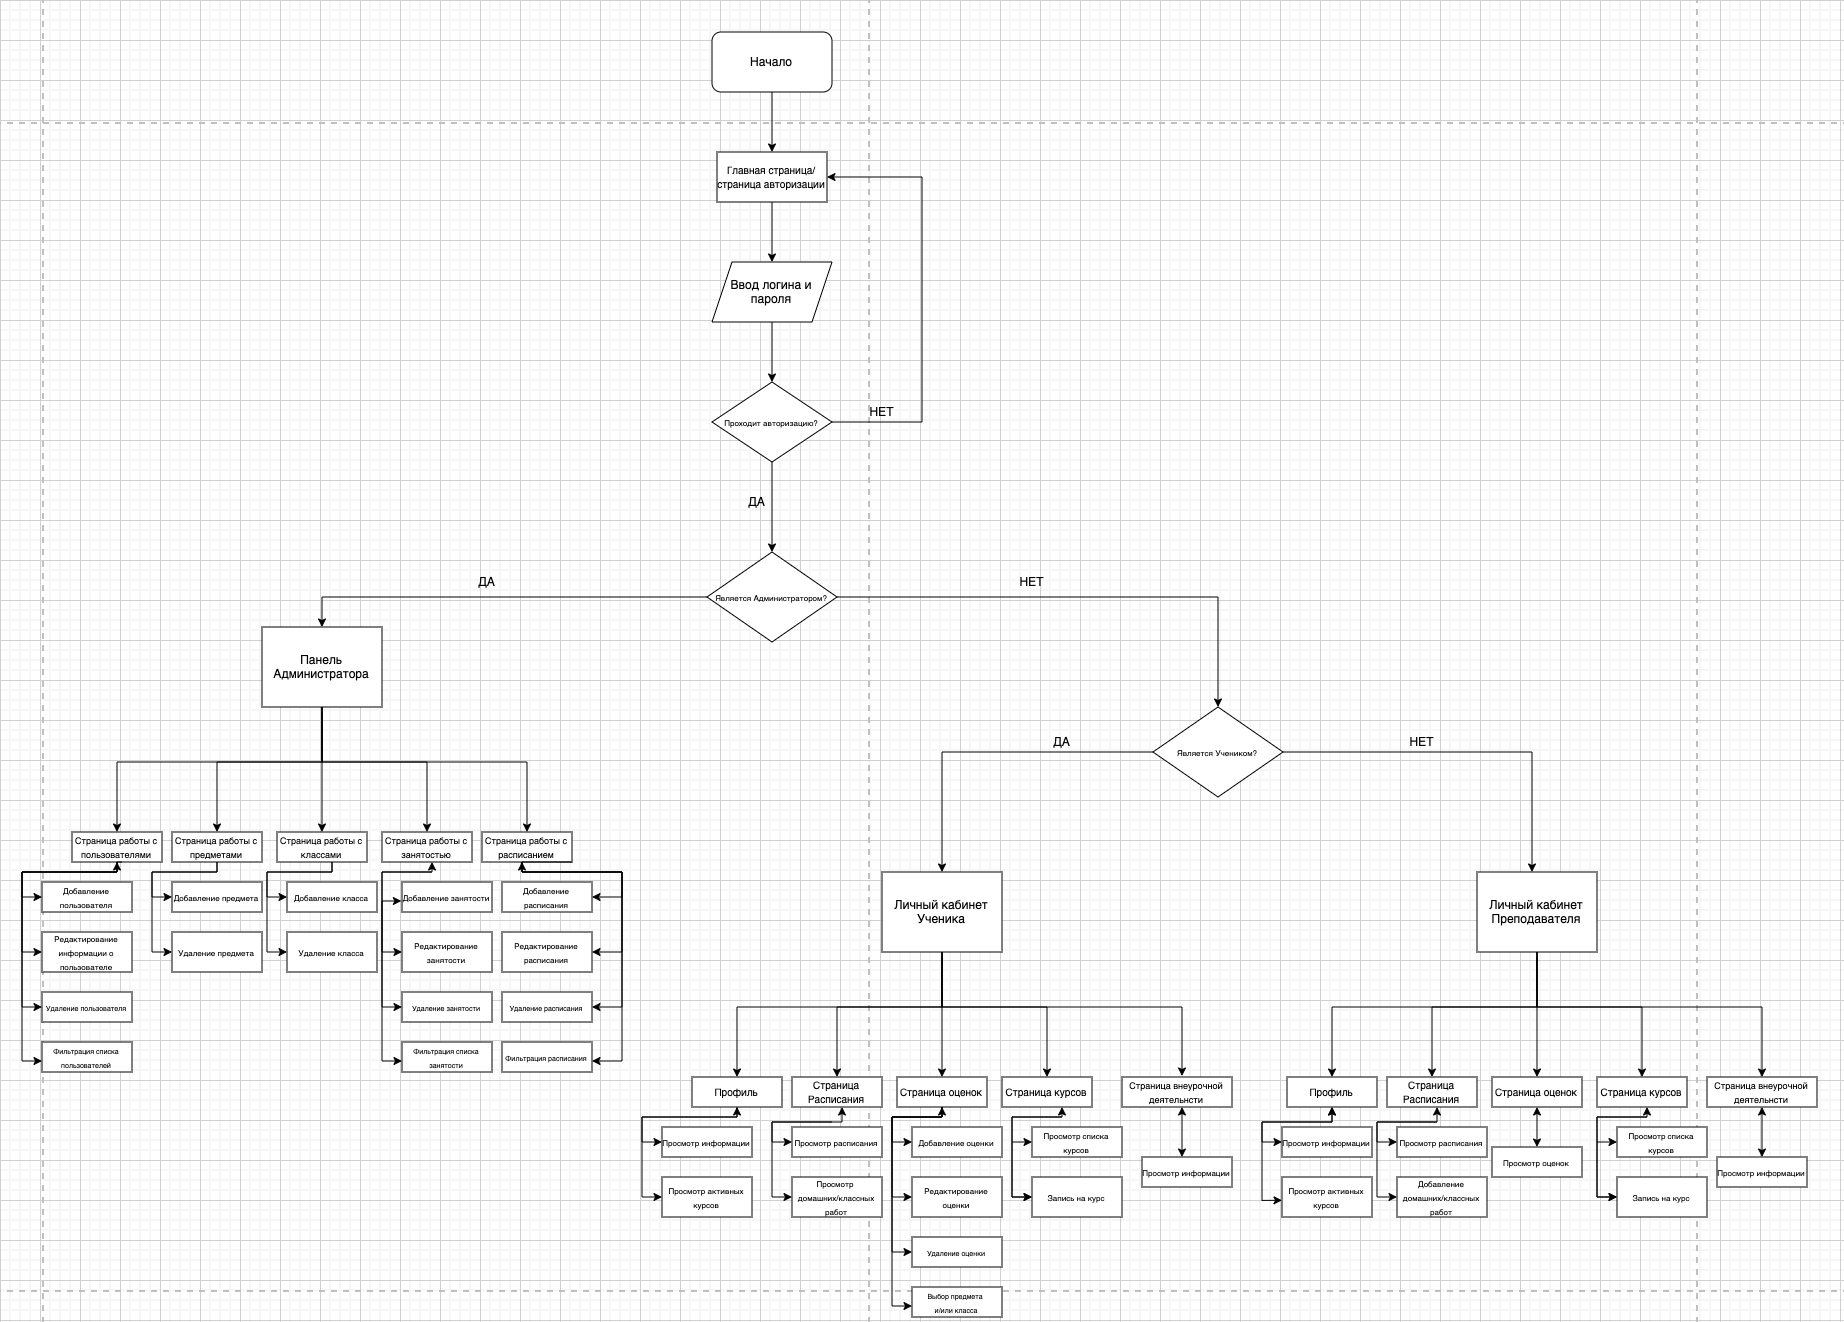 Начало
Главная страница/
страница авторизации
Ввод логина и
пароля
Проходит авторизацию?
НЕТ
ДА
Является Администратором?
ДА
НЕТ
Панель
Администратора
Является Учеником?
ДА
НЕТ
Страница работы с
пользователями
Страница работы с
предметами
Страница работы с
классами
Страница работы с
занятостью
Страница работы с
расписанием
Добавление
пользователя
Редактирование
информации о
пользователе
Удаление пользователя
Фильтрация списка
пользователей
Добавление предмета
Удаление предмета
Добавление класса
Удаление класса
Добавление занятости
Редактирование
занятости
Удаление занятости
Фильтрация списка
занятости
Добавление
расписания
Редактирование
расписания
Удаление расписания
Фильтрация расписания
Личный кабинет
Ученика
Личный кабинет
Преподавателя
Профиль
Страница
Расписания
Страница оценок
Страница курсов
Страница внеурочной
деятельнсти
Просмотр информации
Просмотр активных
курсов
Просмотр расписания
Просмотр
домашних/классных
работ
Добавление оценки
Редактирование
оценки
Удаление оценки
Выбор предмета
и/или класса
Просмотр списка
курсов
Запись на курс
Просмотр информации
Профиль
Страница
Расписания
Страница оценок
Страница курсов
Страница внеурочной
деятельнсти
Просмотр информации
Просмотр активных
курсов
Просмотр расписания
Добавление
домашних/классных
работ
Просмотр оценок
Просмотр списка
курсов
Запись на курс
Просмотр информации